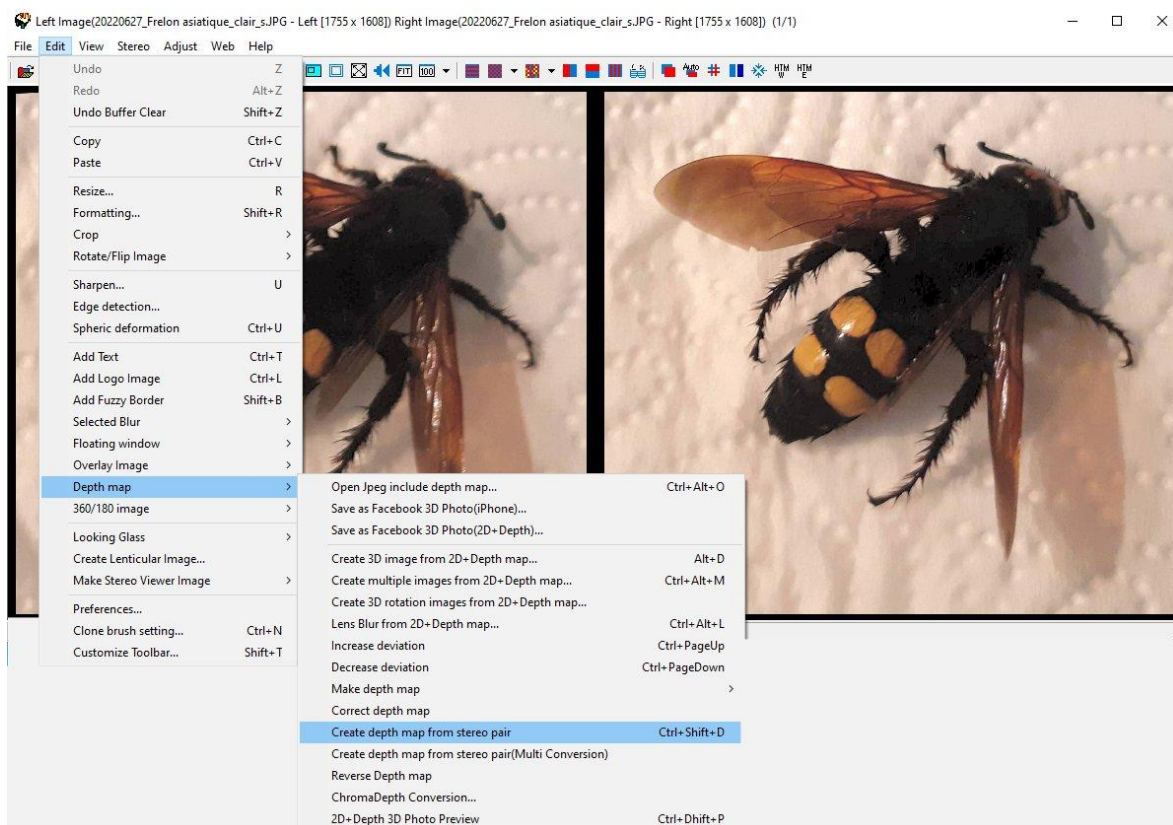 Left Image(20220627_Frelon asiatique_clair_s.JPG - Left [1755 x 1608]) Right Image(20220627_Frelon asiatique_clair_s.JPG - Right [1755 x 1608]) (1/1)
File Edit View Stereo Adjust Web Help
FIT 100 Auto HTM W HTM E
Undo Z
Redo Alt+Z
Undo Buffer Clear Shift+Z
Copy Ctrl+C
Paste Ctrl+V
Resize... R
Formatting... Shift+R
Crop >
Rotate/Flip Image >
Sharpen... U
Edge detection...
Spheric deformation Ctrl+U
Add Text Ctrl+T
Add Logo Image Ctrl+L
Add Fuzzy Border Shift+B
Selected Blur >
Floating window >
Overlay Image >
Depth map >
360/180 image >
Looking Glass >
Create Lenticular Image...
Make Stereo Viewer Image >
Preferences...
Clone brush setting... Ctrl+N
Customize Toolbar... Shift+T
Open Jpeg include depth map... Ctrl+Alt+O
Save as Facebook 3D Photo(iPhone)...
Save as Facebook 3D Photo(2D+Depth)...
Create 3D image from 2D+Depth map... Alt+D
Create multiple images from 2D+Depth map... Ctrl+Alt+M
Create 3D rotation images from 2D+Depth map...
Lens Blur from 2D+Depth map... Ctrl+Alt+L
Increase deviation Ctrl+PageUp
Decrease deviation Ctrl+PageDown
Make depth map >
Correct depth map
Create depth map from stereo pair Ctrl+Shift+D
Create depth map from stereo pair(Multi Conversion)
Reverse Depth map
ChromaDepth Conversion...
2D+Depth 3D Photo Preview Ctrl+Dhift+P